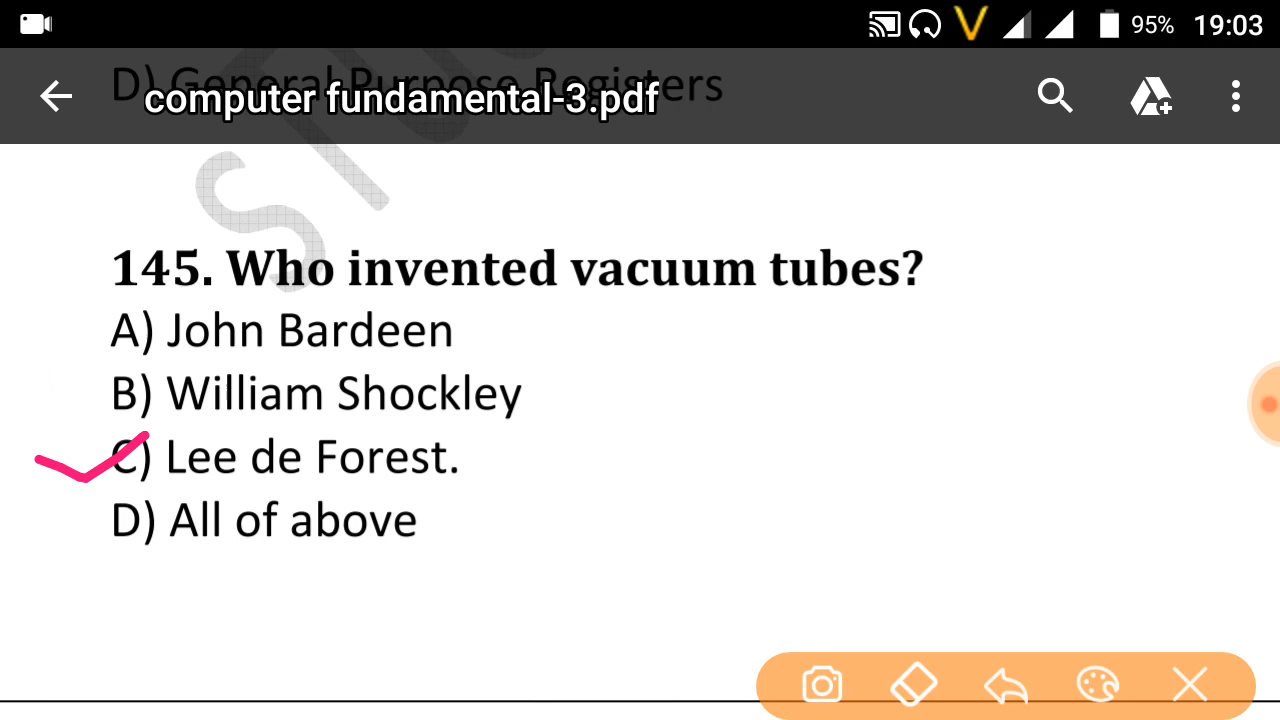 95% 19:03
D) General Purpose Registers
computer fundamental-3.pdf
145. Who invented vacuum tubes?
A) John Bardeen
B) William Shockley
C) Lee de Forest.
D) All of above